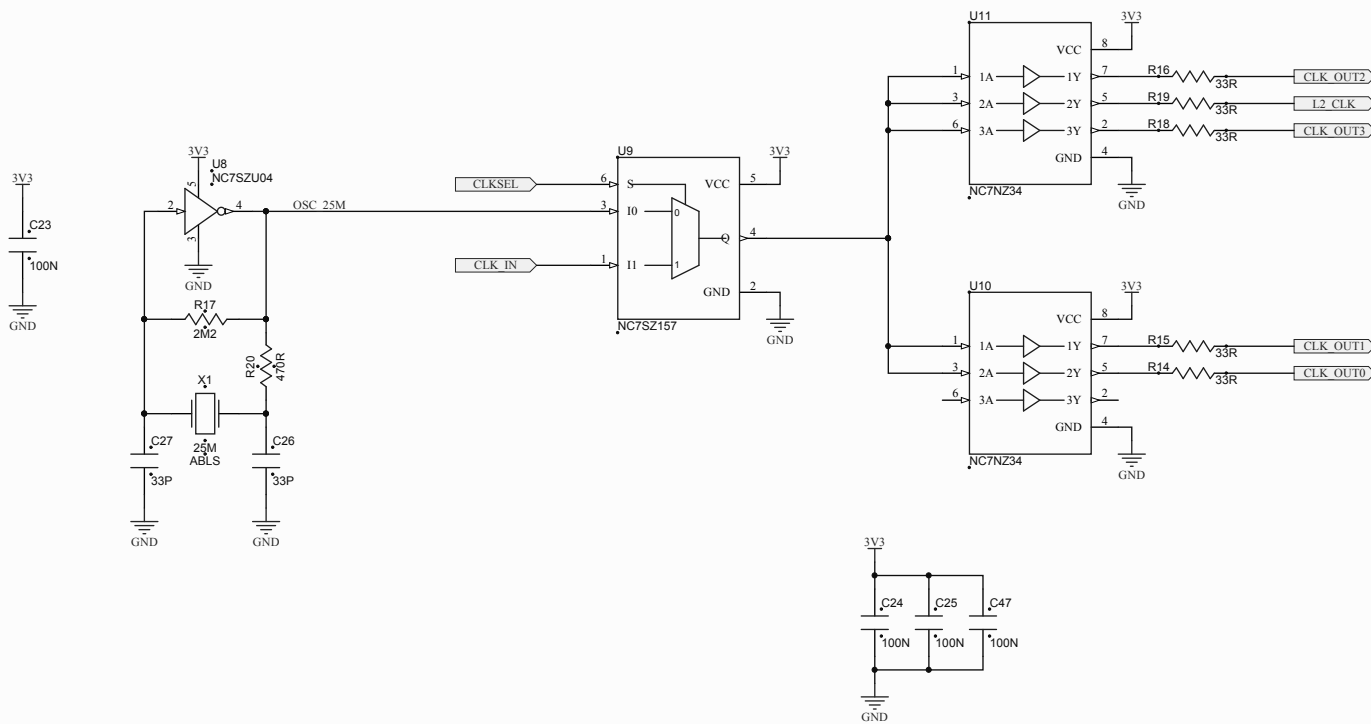 3V3
C23
100N
GND
3V3
U8
NC7SZU04
5
2
4
3
GND
OSC_25M
R17
2M2
R20
470R
X1
25M
ABLS
C27
33P
GND
C26
33P
GND
CLKSEL
CLK_IN
U9
6
S
3
I0
1
I1
0
1
VCC
5
3V3
Q
4
GND
2
GND
NC7SZ157
U11
3V3
VCC
8
1
1A
1Y
7
R16
33R
CLK_OUT2
3
2A
2Y
5
R19
33R
L2_CLK
6
3A
3Y
2
R18
33R
CLK_OUT3
GND
4
GND
NC7NZ34
U10
3V3
VCC
8
1
1A
1Y
7
R15
33R
CLK_OUT1
3
2A
2Y
5
R14
33R
CLK_OUT0
6
3A
3Y
2
GND
4
GND
NC7NZ34
3V3
C24
100N
C25
100N
C47
100N
GND